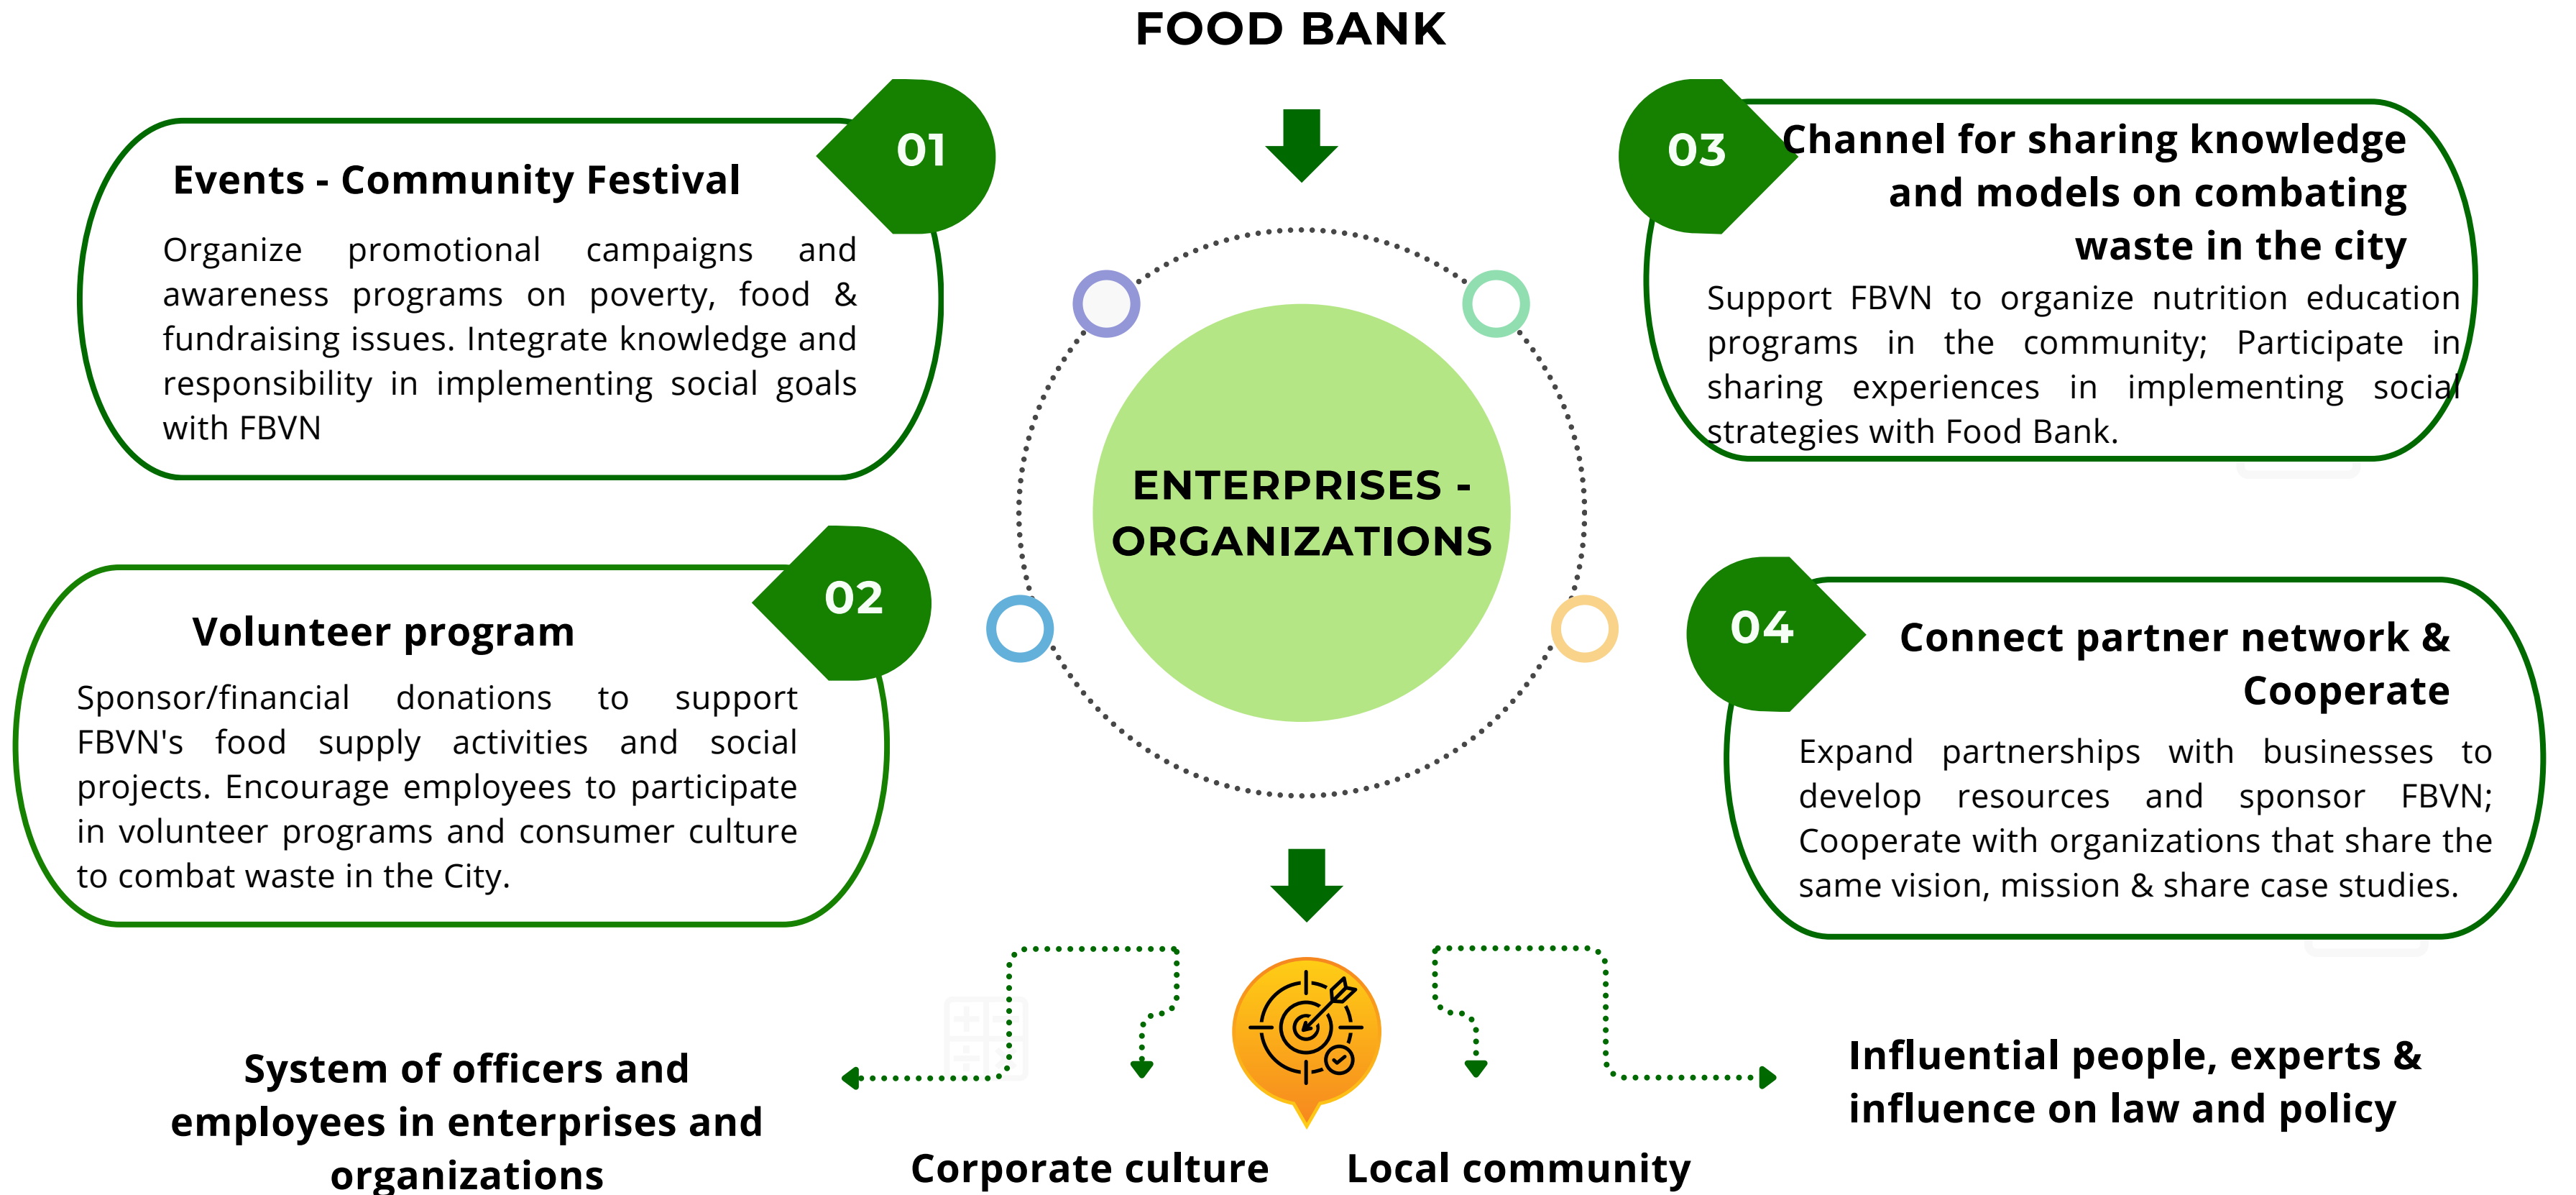 FOOD BANK
01
Events - Community Festival
Organize promotional campaigns and
awareness programs on poverty, food &
fundraising issues. Integrate knowledge and
responsibility in implementing social goals
with FBVN
02
Volunteer program
Sponsor/financial donations to support
FBVN's food supply activities and social
projects. Encourage employees to participate
in volunteer programs and consumer culture
to combat waste in the City.
ENTERPRISES -
ORGANIZATIONS
03
Channel for sharing knowledge
and models on combating
waste in the city
Support FBVN to organize nutrition education
programs in the community; Participate in
sharing experiences in implementing social
strategies with Food Bank.
04
Connect partner network &
Cooperate
Expand partnerships with businesses to
develop resources and sponsor FBVN;
Cooperate with organizations that share the
same vision, mission & share case studies.
System of officers and
employees in enterprises and
organizations
Corporate culture
Local community
Influential people, experts &
influence on law and policy